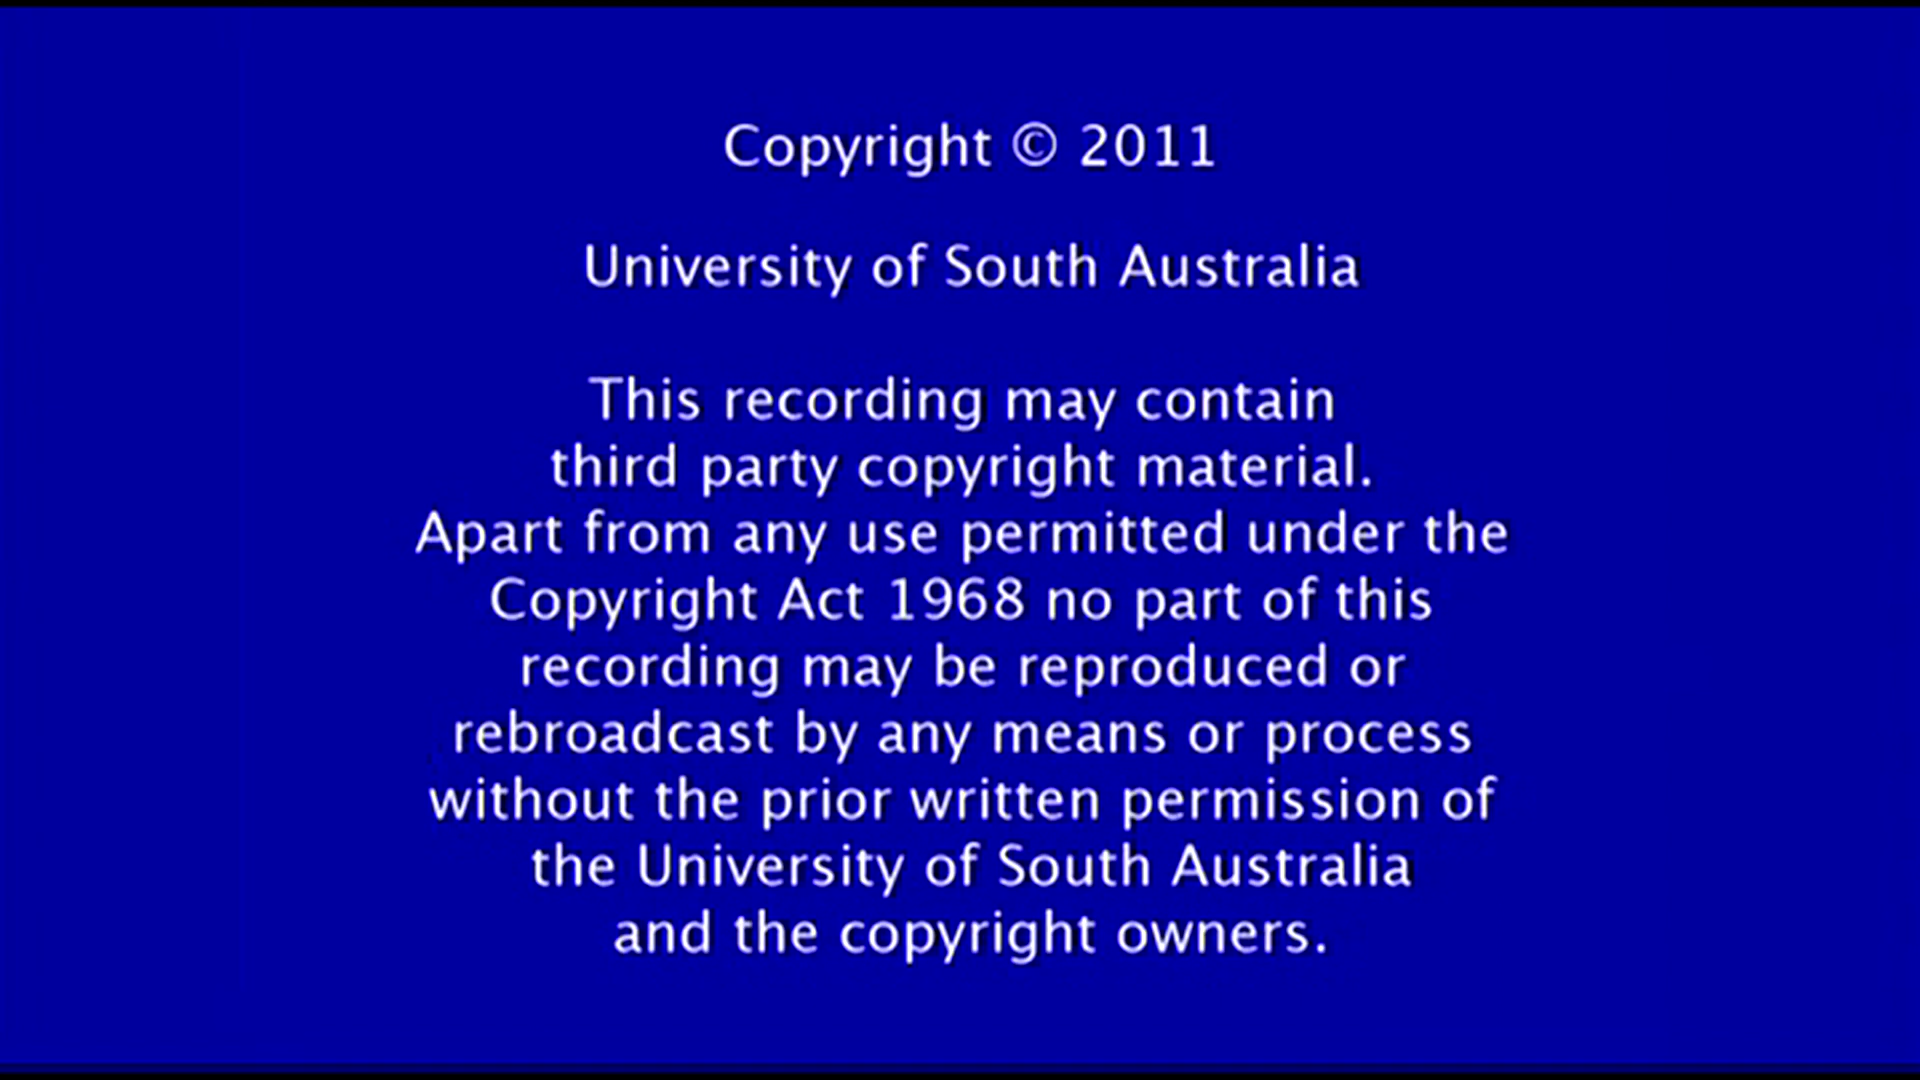 Copyright © 2011
University of South Australia
This recording may contain
third party copyright material.
Apart from any use permitted under the
Copyright Act 1968 no part of this
recording may be reproduced or
rebroadcast by any means or process
without the prior written permission of
the University of South Australia
and the copyright owners.